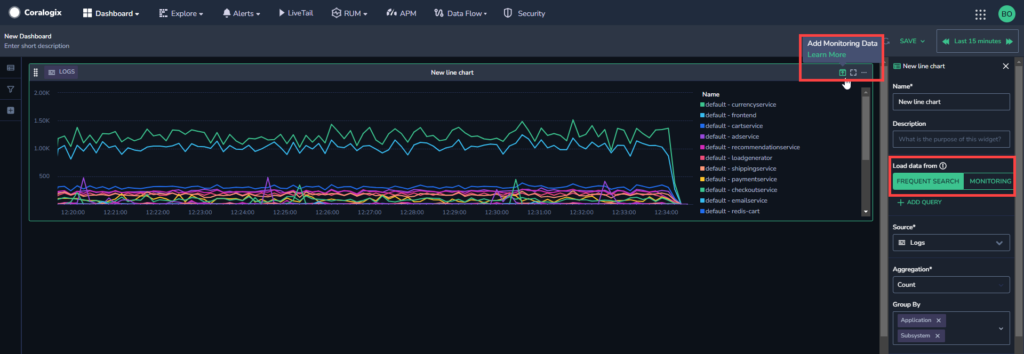 Coralogix Dashboard Explore Alerts LiveTail RUM APM Data Flow Security BO
New Dashboard
Enter short description
Add Monitoring Data
Learn More
SAVE
Last 15 minutes
LOGS
New line chart
2.00K
1.50K
1.00K
500
12:20:00 12:21:00 12:22:00 12:23:00 12:24:00 12:25:00 12:26:00 12:27:00 12:28:00 12:29:00 12:30:00 12:31:00 12:32:00 12:33:00 12:34:00
Name
default - currencyservice
default - frontend
default - cartservice
default - adservice
default - recommendationservice
default - loadgenerator
default - shippingservice
default - paymentservice
default - checkoutservice
default - emailservice
default - redis-cart
New line chart
Name*
New line chart
Description
What is the purpose of this widget?
Load data from
FREQUENT SEARCH MONITORING
+ ADD QUERY
Source*
Logs
Aggregation*
Count
Group By
Application
Subsystem